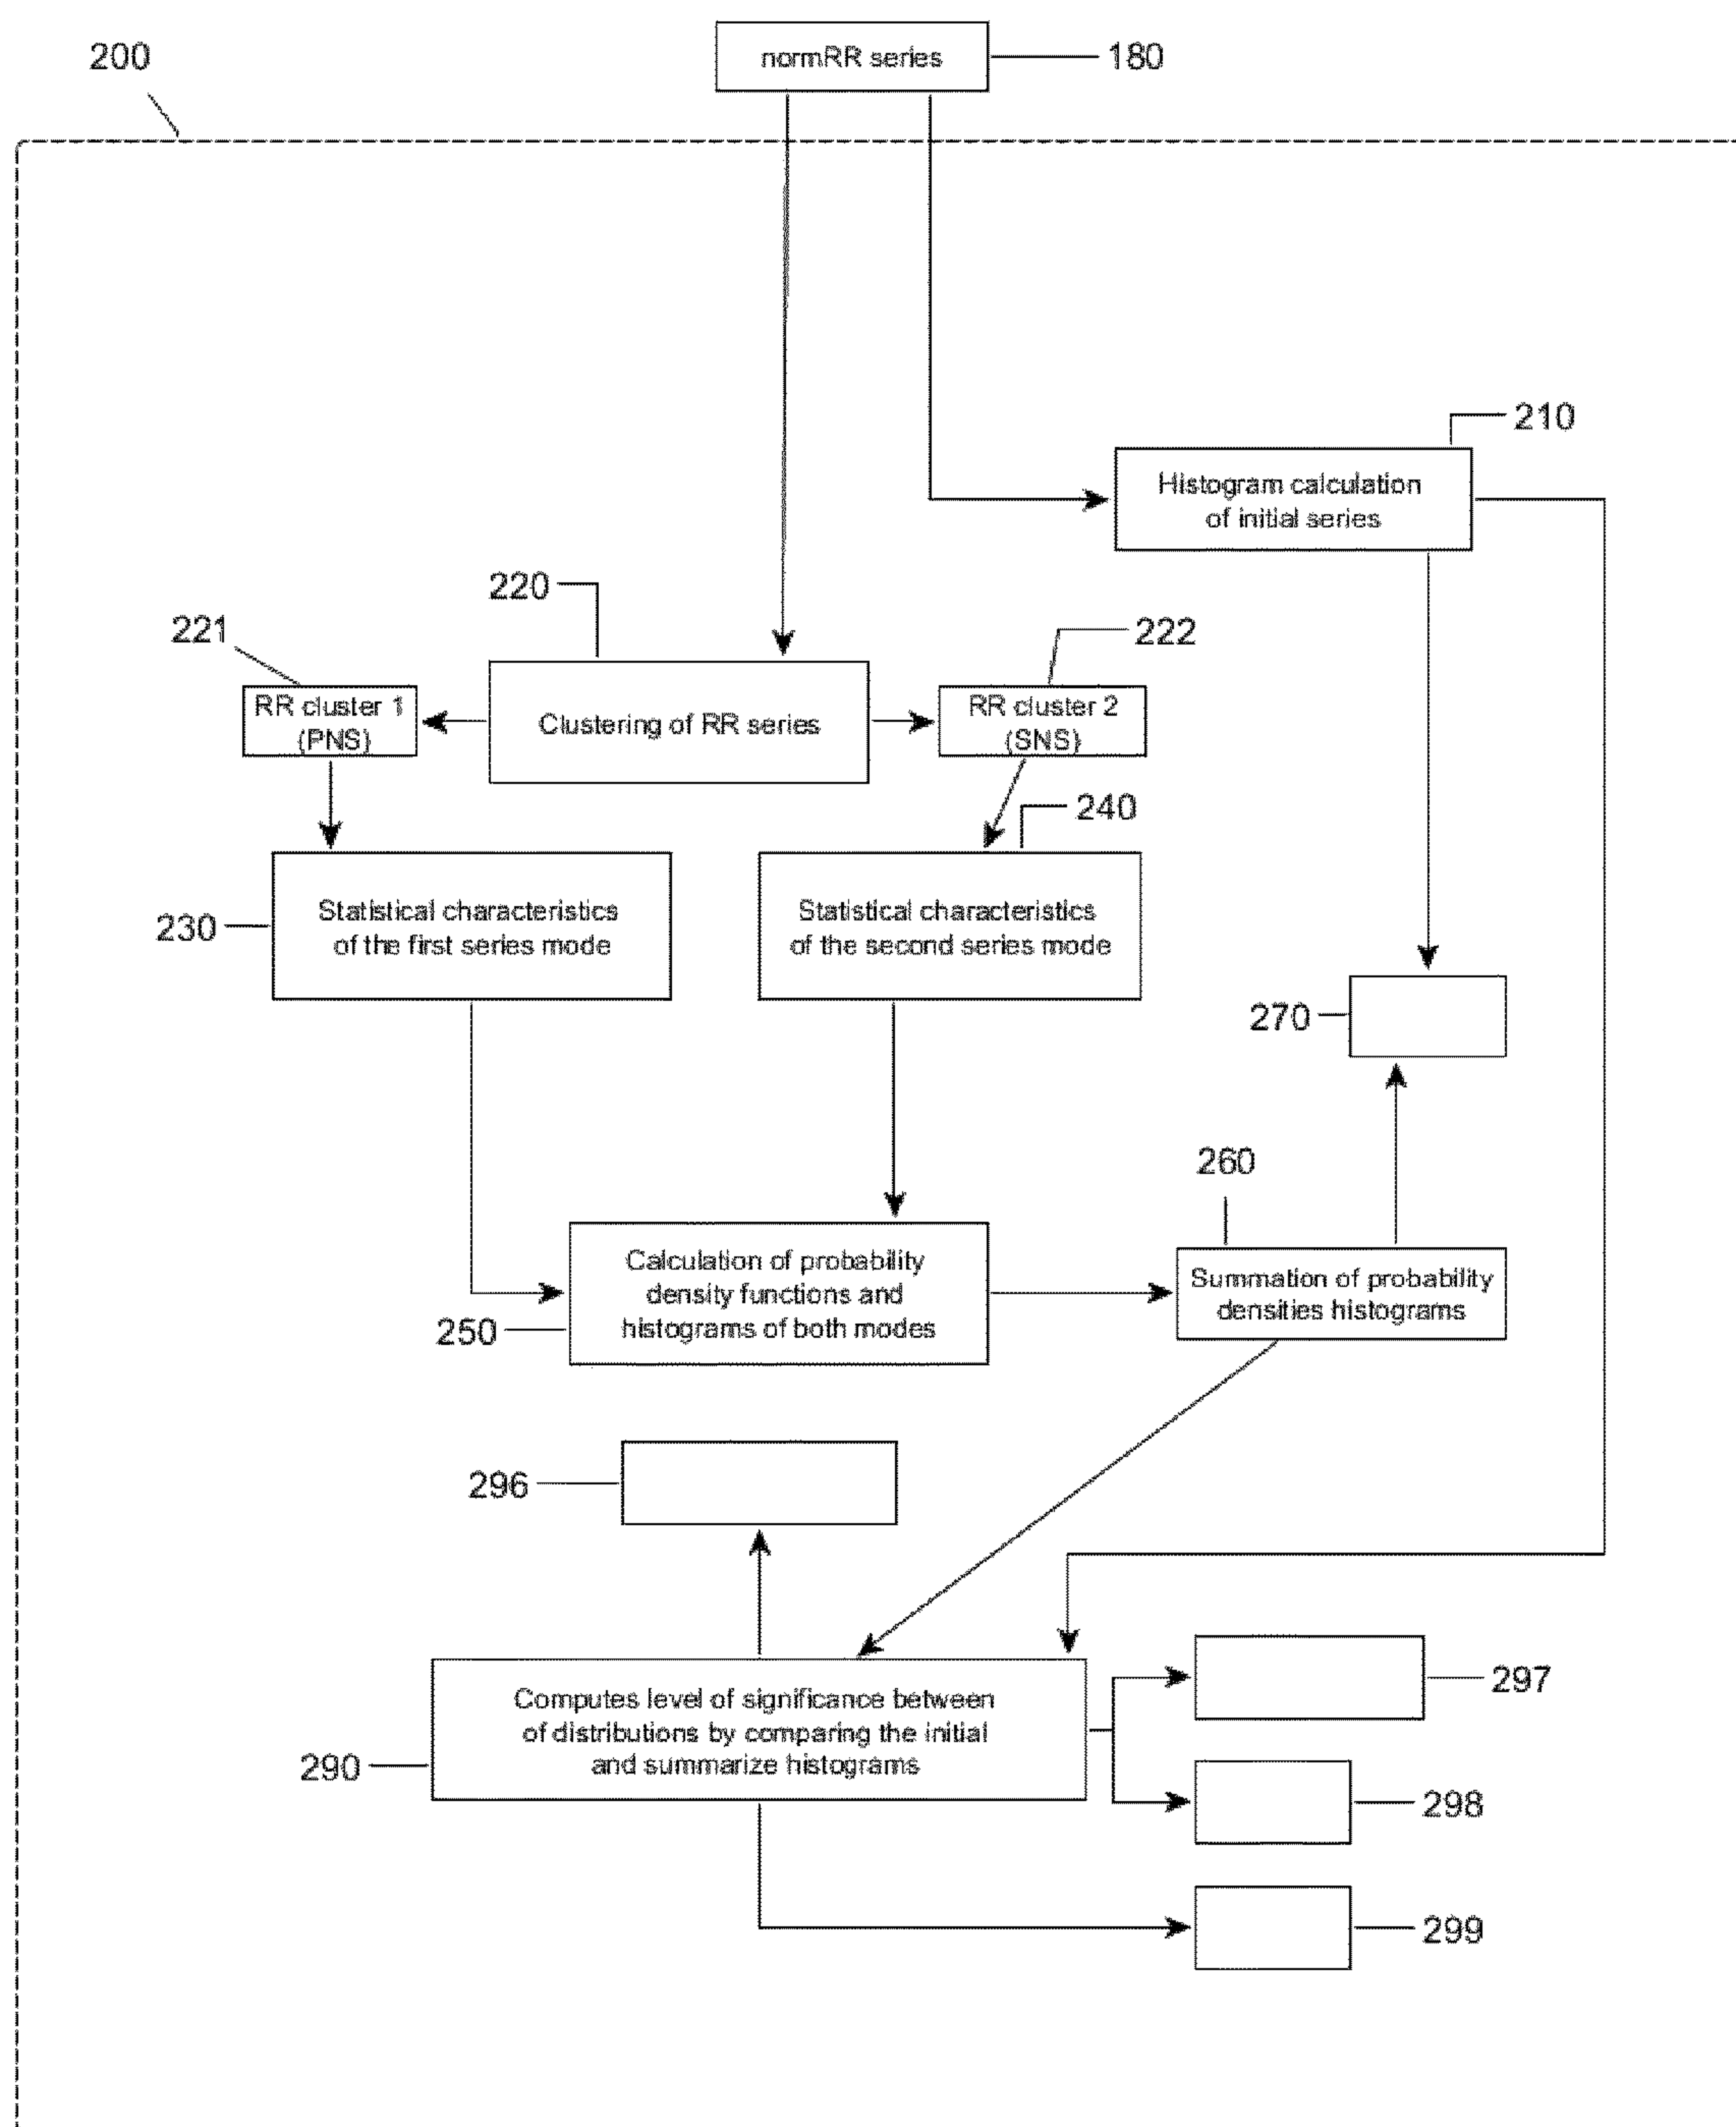 200
normRR series
180
210
Histogram calculation
of initial series
220
221
222
RR cluster 1
(PNS)
Clustering of RR series
RR cluster 2
(SNS)
240
230
Statistical characteristics
of the first series mode
Statistical characteristics
of the second series mode
270
260
Calculation of probability
density functions and
histograms of both modes
250
Summation of probability
densities histograms
296
297
Computes level of significance between
of distributions by comparing the initial
and summarize histograms
290
298
299